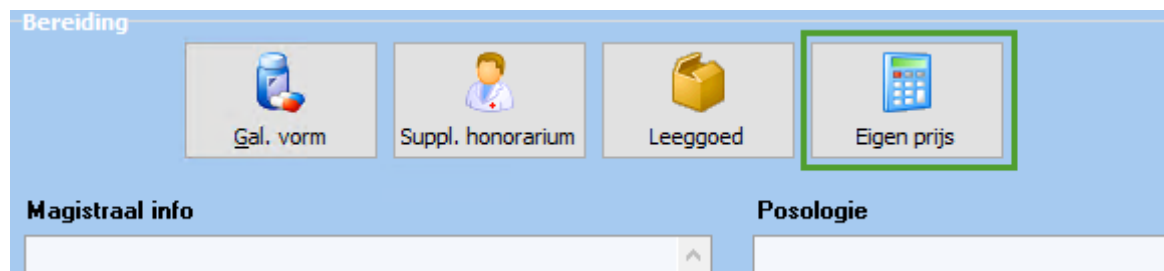 Bereiding
Gal. vorm
Suppl. honorarium
Leeggoed
Eigen prijs
Magistraal info
Posologie